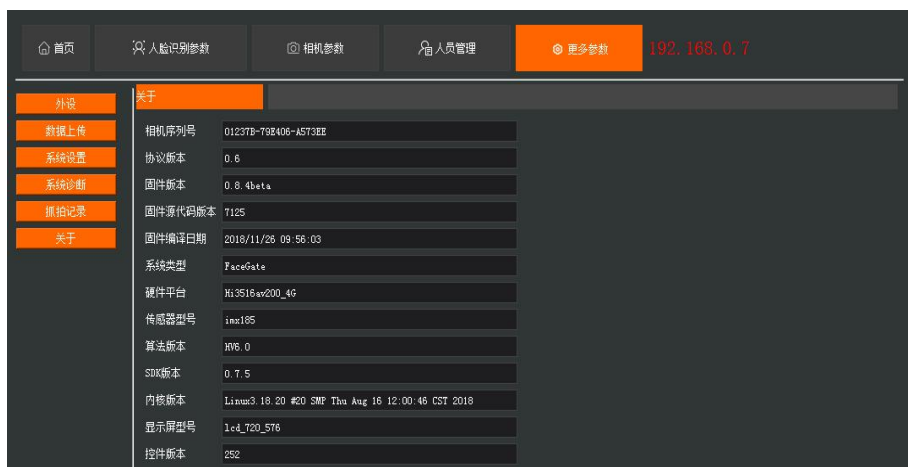 首页 人脸识别参数 相机参数 人员管理 更多参数 192.168.0.7
外设
数据上传
系统设置
系统诊断
抓拍记录
关于
关于
相机序列号 01237B-79E406-A573EE
协议版本 0.6
固件版本 0.8.4beta
固件源代码版本 7125
固件编译日期 2018/11/26 09:56:03
系统类型 FaceGate
硬件平台 Hi3516av200_4G
传感器型号 imx185
算法版本 HV6.0
SDK版本 0.7.5
内核版本 Linux3.18.20 #20 SMP Thu Aug 16 12:00:46 CST 2018
显示屏型号 lcd_720_576
控件版本 252